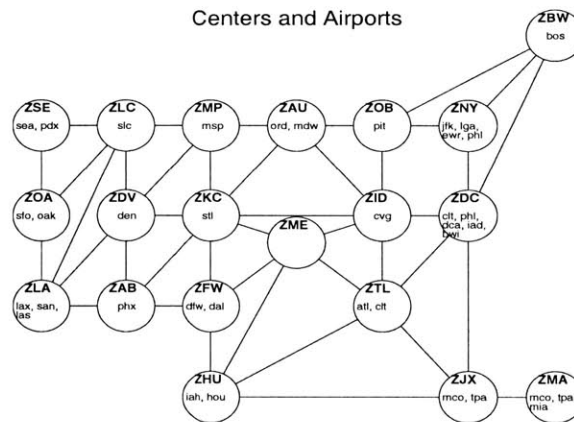 Centers and Airports
ZBW
bos
ZSE
sea, pdx
ZLC
slc
ZMP
msp
ZAU
ord, mdw
ZOB
pit
ZNY
jfk, lga,
ewr, phl
ZOA
sfo, oak
ZDV
den
ZKC
stl
ZME
ZID
cvg
ZDC
clt, phl,
dca, iad,
bwi
ZLA
lax, san,
las
ZAB
phx
ZFW
dfw, dal
ZTL
atl, clt
ZHU
iah, hou
ZJX
mco, tpa
ZMA
mco, tpa
mia